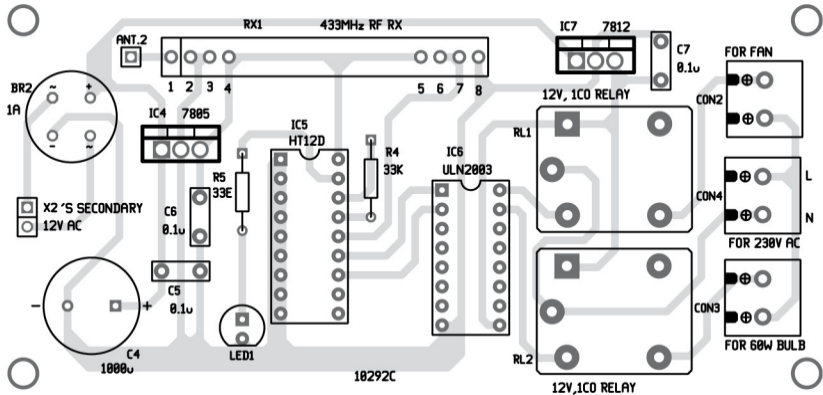 RX1 433MHz RF RX
ANT.2
1 2 3 4 5 6 7 8
IC7 7812
C7
0.1u
12V, 1CO RELAY
FOR FAN
CON2
BR2
1A
~ +
- ~
IC4 7805
IC5
HT12D
R4
33K
IC6
ULN2003
RL1
R5
33E
C6
0.1u
X2'S SECONDARY
12V AC
CON4
L
N
FOR 230V AC
C5
0.1u
- +
C4
1000u
LED1
10292C
RL2
12V,1CO RELAY
CON3
FOR 60W BULB